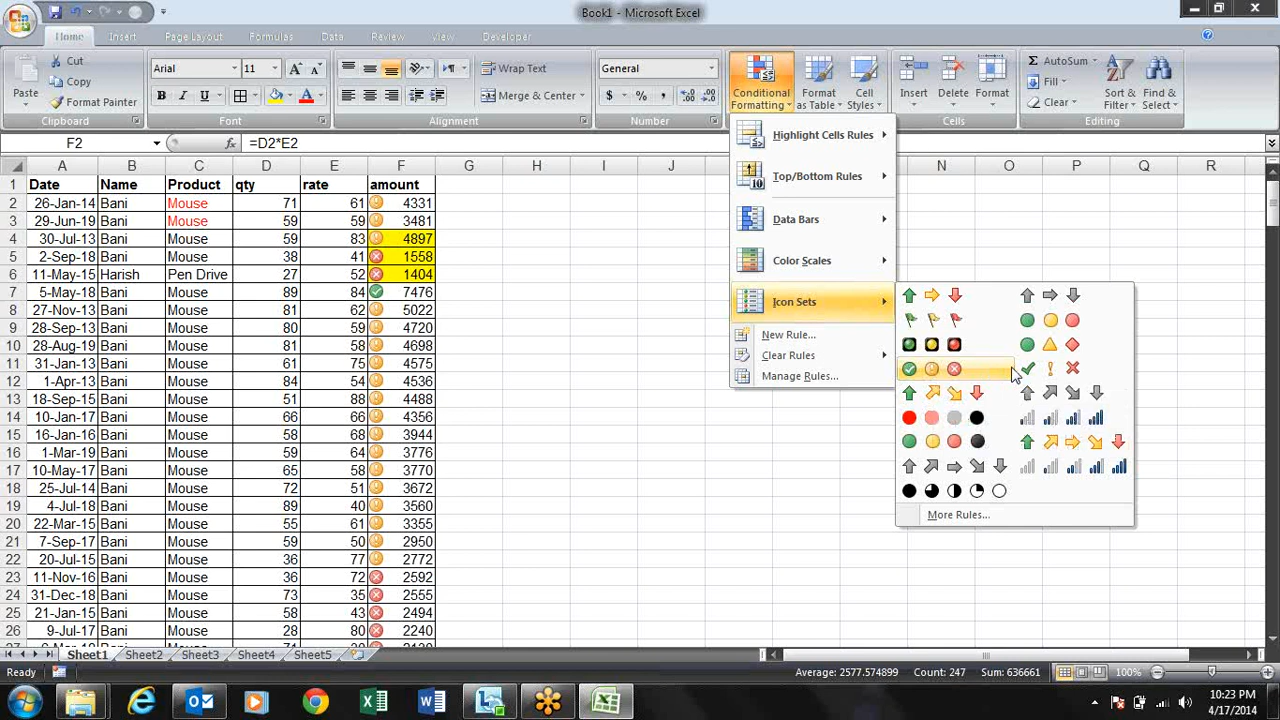 Book1 - Microsoft Excel
Home Insert Page Layout Formulas Data Review View Developer
Paste
Cut
Copy
Format Painter
Clipboard
Arial 11
B I U
Font
Wrap Text
Merge & Center
Alignment
General
$ % ,
Number
Conditional Formatting
Format as Table
Cell Styles
Insert Delete Format
Cells
AutoSum
Fill
Clear
Sort & Filter
Find & Select
Editing
F2 fx =D2*E2
A B C D E F G H I J N O P Q R
1 Date Name Product qty rate amount
2 26-Jan-14 Bani Mouse 71 61 4331
3 29-Jun-19 Bani Mouse 59 59 3481
4 30-Jul-13 Bani Mouse 59 83 4897
5 2-Sep-18 Bani Mouse 38 41 1558
6 11-May-15 Harish Pen Drive 27 52 1404
7 5-May-18 Bani Mouse 89 84 7476
8 27-Nov-16 Bani Mouse 81 62 5022
9 28-Sep-13 Bani Mouse 80 59 4720
10 28-Aug-19 Bani Mouse 81 58 4698
11 31-Jan-13 Bani Mouse 61 75 4575
12 1-Apr-13 Bani Mouse 84 54 4536
13 18-Sep-15 Bani Mouse 51 88 4488
14 10-Jan-17 Bani Mouse 66 66 4356
15 16-Jan-16 Bani Mouse 58 68 3944
16 1-Mar-19 Bani Mouse 59 64 3776
17 10-May-17 Bani Mouse 65 58 3770
18 25-Jul-14 Bani Mouse 72 51 3672
19 4-Jul-18 Bani Mouse 89 40 3560
20 22-Mar-15 Bani Mouse 55 61 3355
21 7-Sep-17 Bani Mouse 59 50 2950
22 20-Jul-15 Bani Mouse 36 77 2772
23 11-Nov-16 Bani Mouse 36 72 2592
24 31-Dec-18 Bani Mouse 73 35 2555
25 21-Jan-15 Bani Mouse 58 43 2494
26 9-Jul-17 Bani Mouse 28 80 2240
Highlight Cells Rules
Top/Bottom Rules
Data Bars
Color Scales
Icon Sets
New Rule...
Clear Rules
Manage Rules...
More Rules...
Sheet1 Sheet2 Sheet3 Sheet4 Sheet5
Ready Average: 2577.574899 Count: 247 Sum: 636661 100%
10:23 PM
4/17/2014